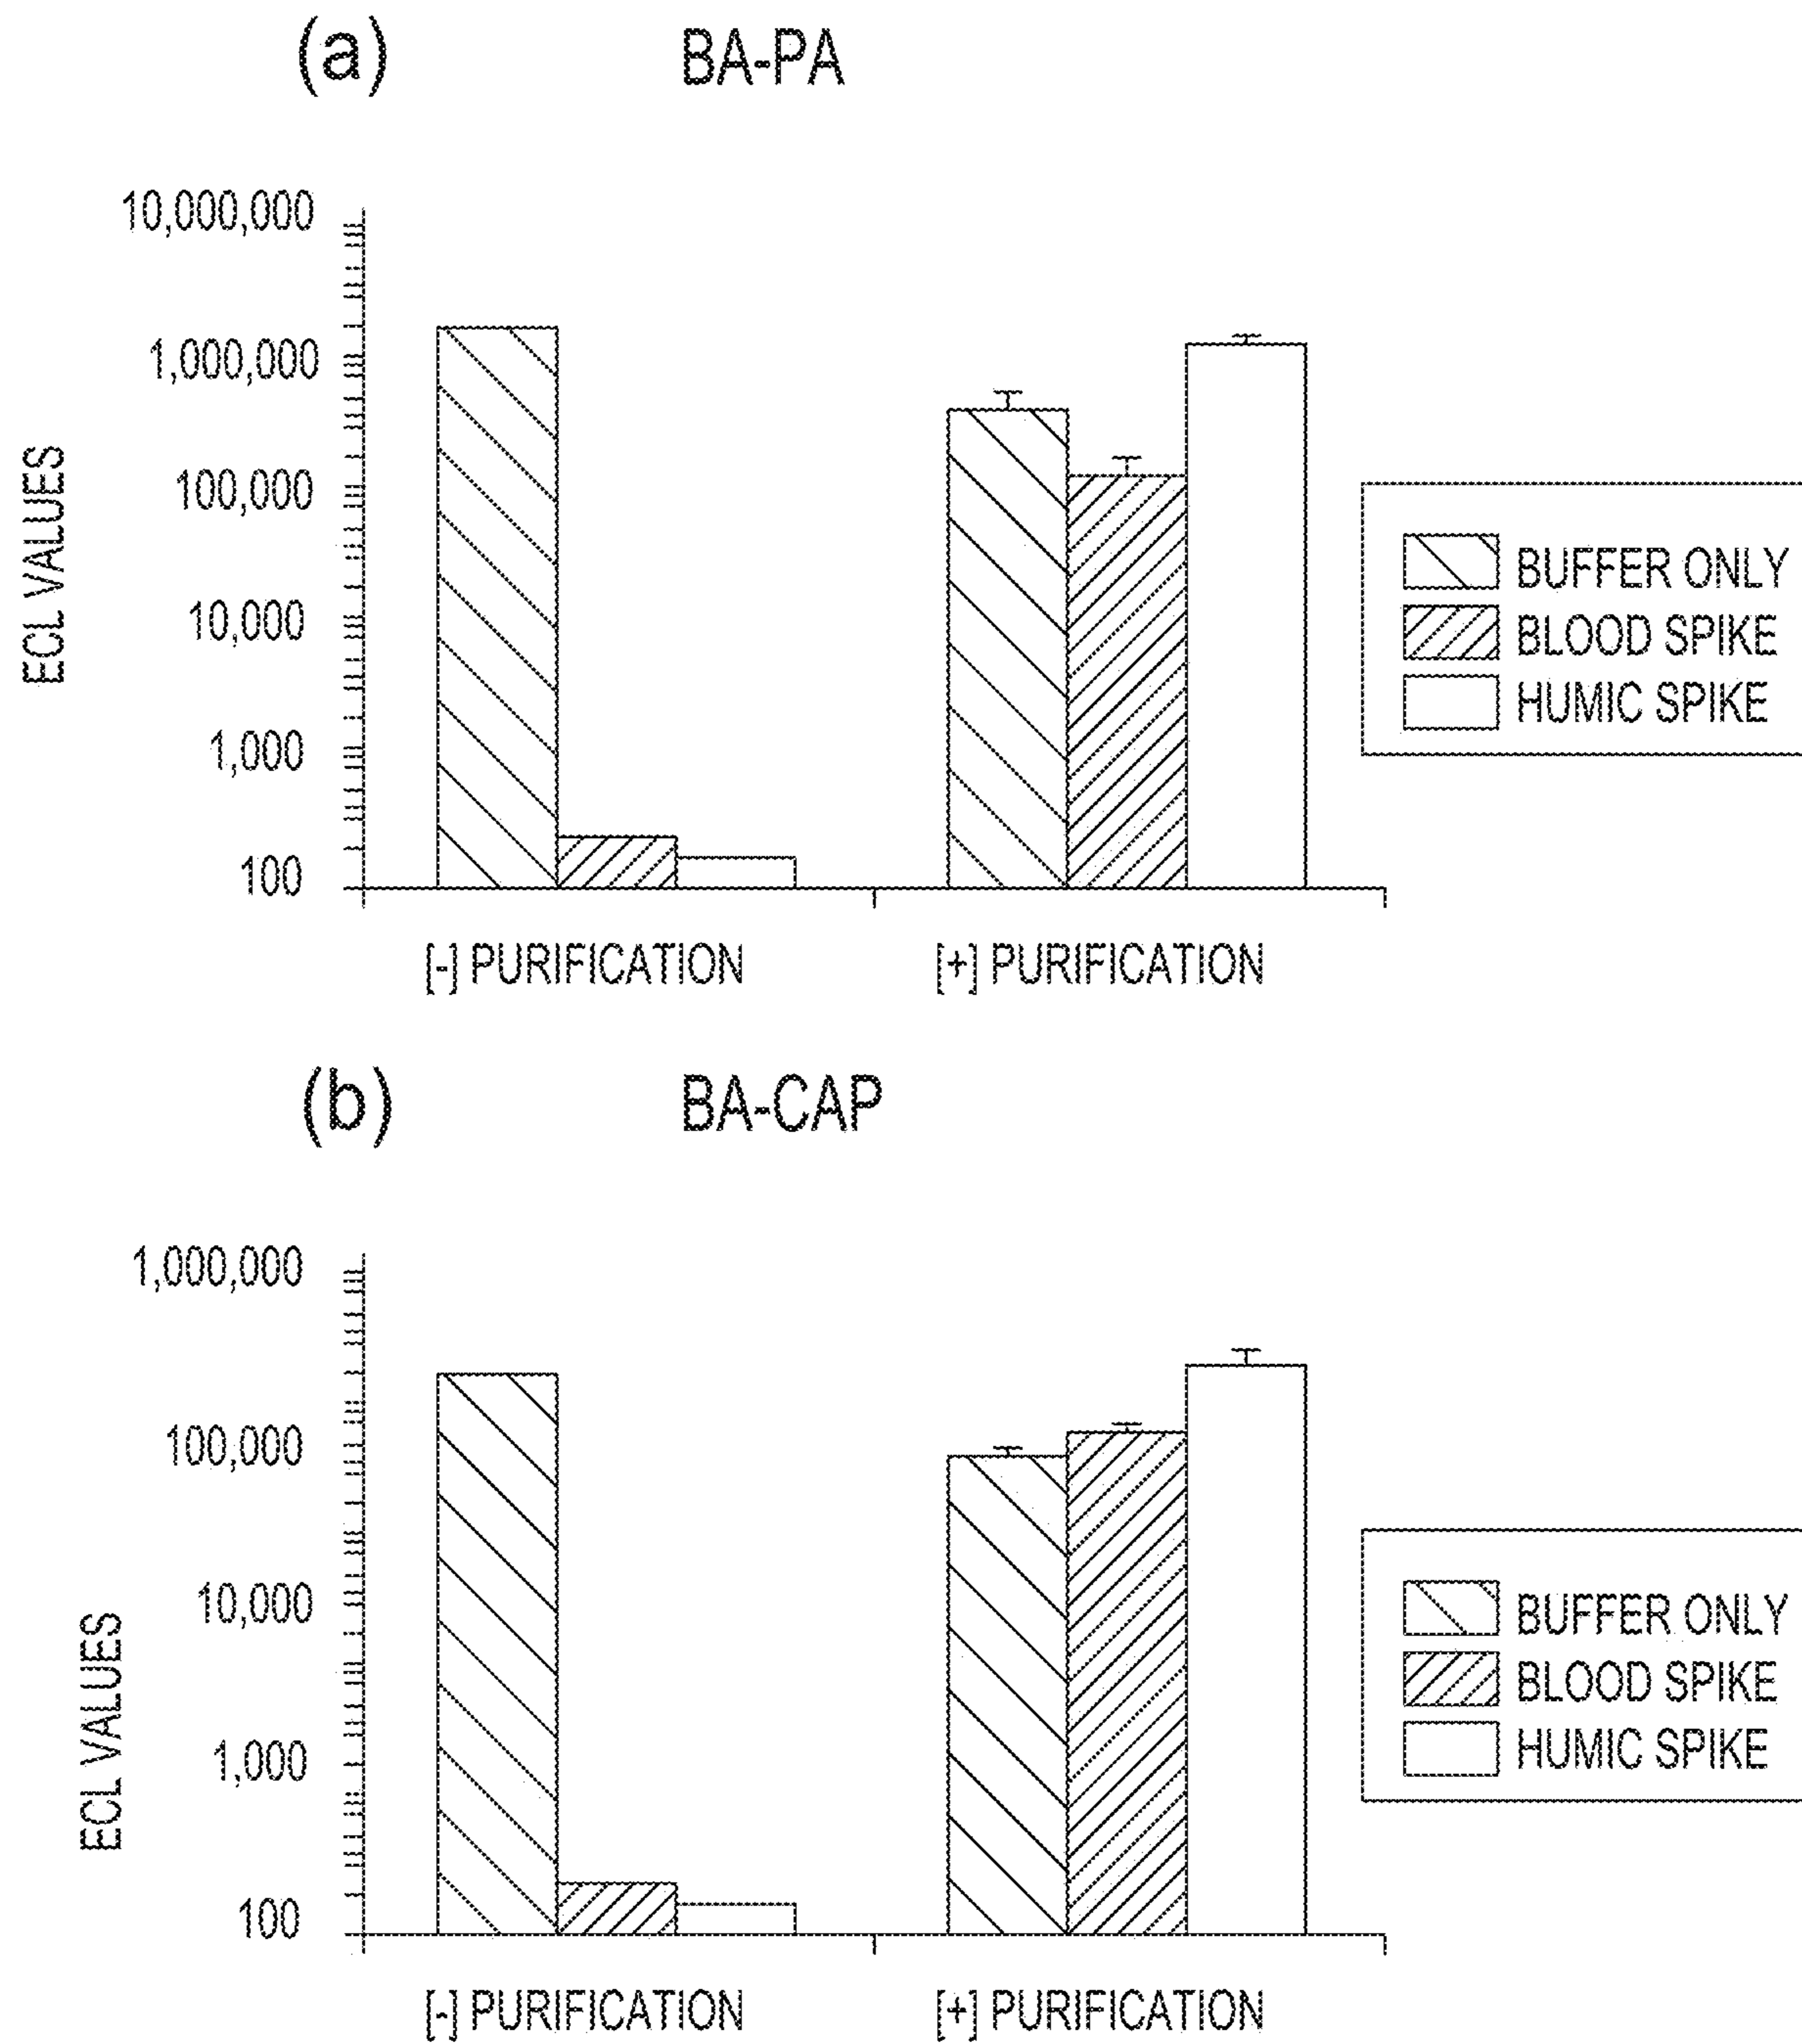 (a) BA-PA
10,000,000
1,000,000
100,000
10,000
1,000
100
ECL VALUES
[-] PURIFICATION [+] PURIFICATION
BUFFER ONLY
BLOOD SPIKE
HUMIC SPIKE
(b) BA-CAP
1,000,000
100,000
10,000
1,000
100
ECL VALUES
[-] PURIFICATION [+] PURIFICATION
BUFFER ONLY
BLOOD SPIKE
HUMIC SPIKE